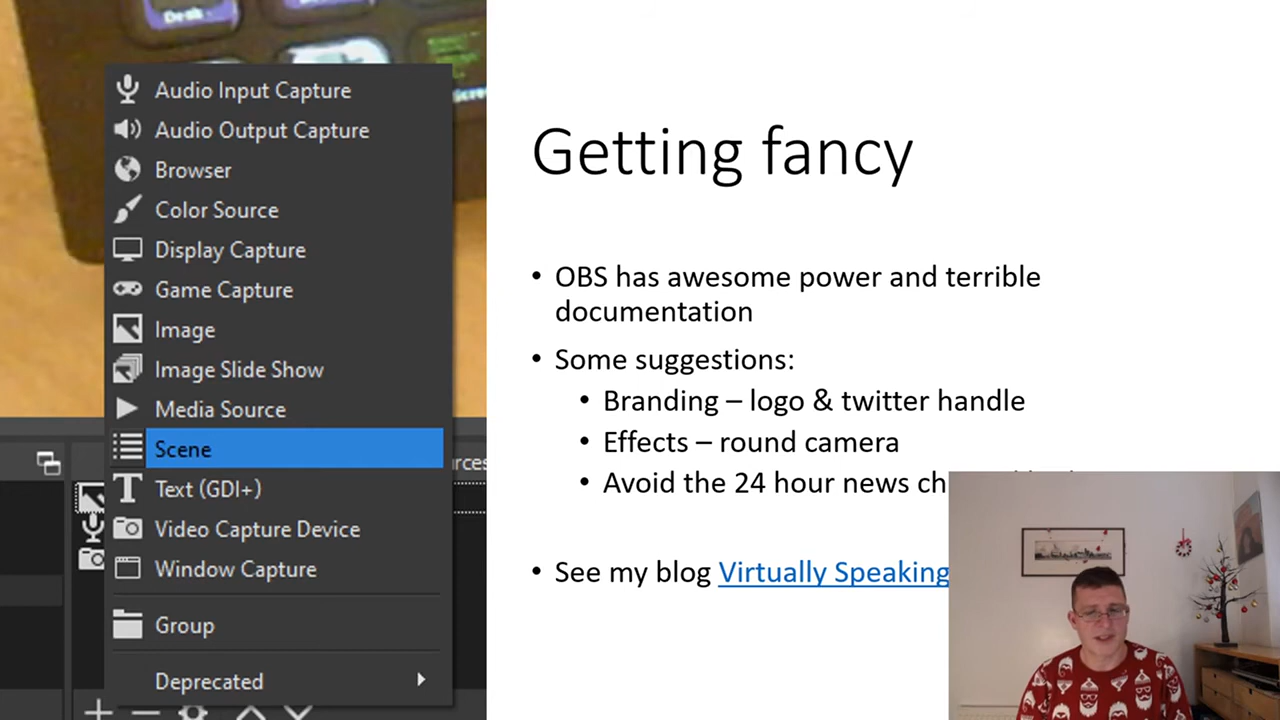 Desk
Audio Input Capture
Audio Output Capture
Browser
Color Source
Display Capture
Game Capture
Image
Image Slide Show
Media Source
Scene
Text (GDI+)
Video Capture Device
Window Capture
Group
Deprecated
Getting fancy
• OBS has awesome power and terrible
documentation
• Some suggestions:
• Branding – logo & twitter handle
• Effects – round camera
• Avoid the 24 hour news
• See my blog Virtually Speaking